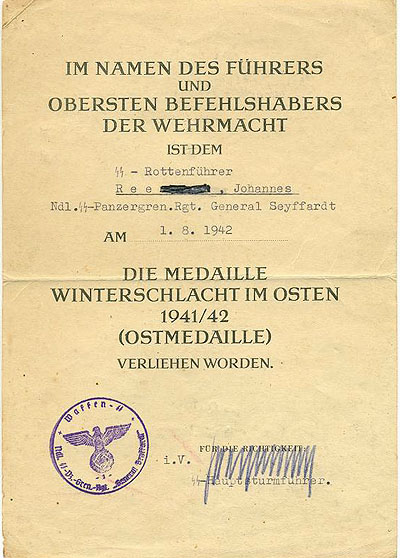 IM NAMEN DES FÜHRERS
UND
OBERSTEN BEFEHLSHABERS
DER WEHRMACHT
IST DEM
ᛋᛋ - Rottenführer
Ree , Johannes
Ndl.ᛋᛋ-Panzergren.Rgt. General Seyffardt
AM 1. 8. 1942
DIE MEDAILLE
WINTERSCHLACHT IM OSTEN
1941/42
(OSTMEDAILLE)
VERLIEHEN WORDEN.
Waffen-ᛋᛋ
FÜR DIE RICHTIGKEIT:
i.V.
ᛋᛋ-Hauptsturmführer.